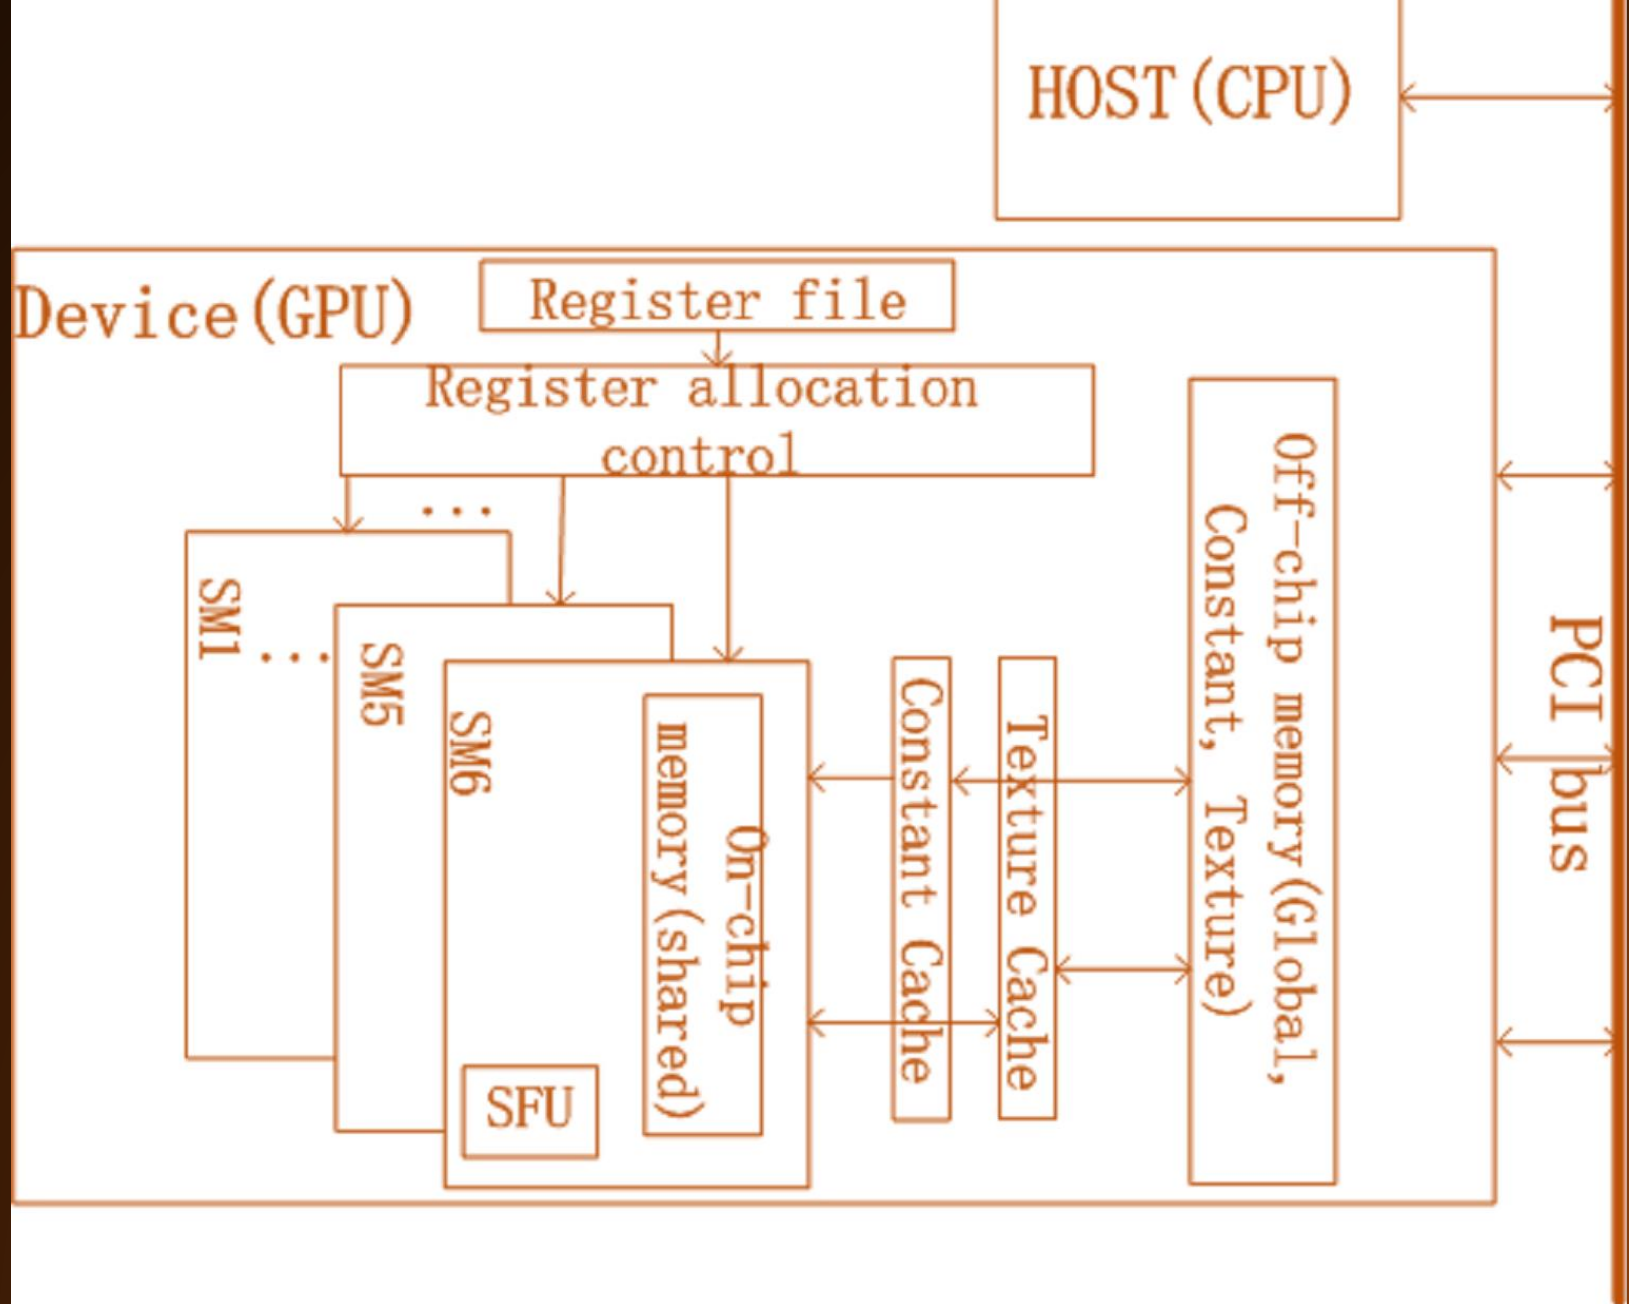 HOST(CPU)
Device(GPU)
Register file
Register allocation
control
...
SM1
...
SM5
SM6
On-chip
memory(shared)
SFU
Constant Cache
Texture Cache
Off-chip memory(Global,
Constant, Texture)
PCI bus